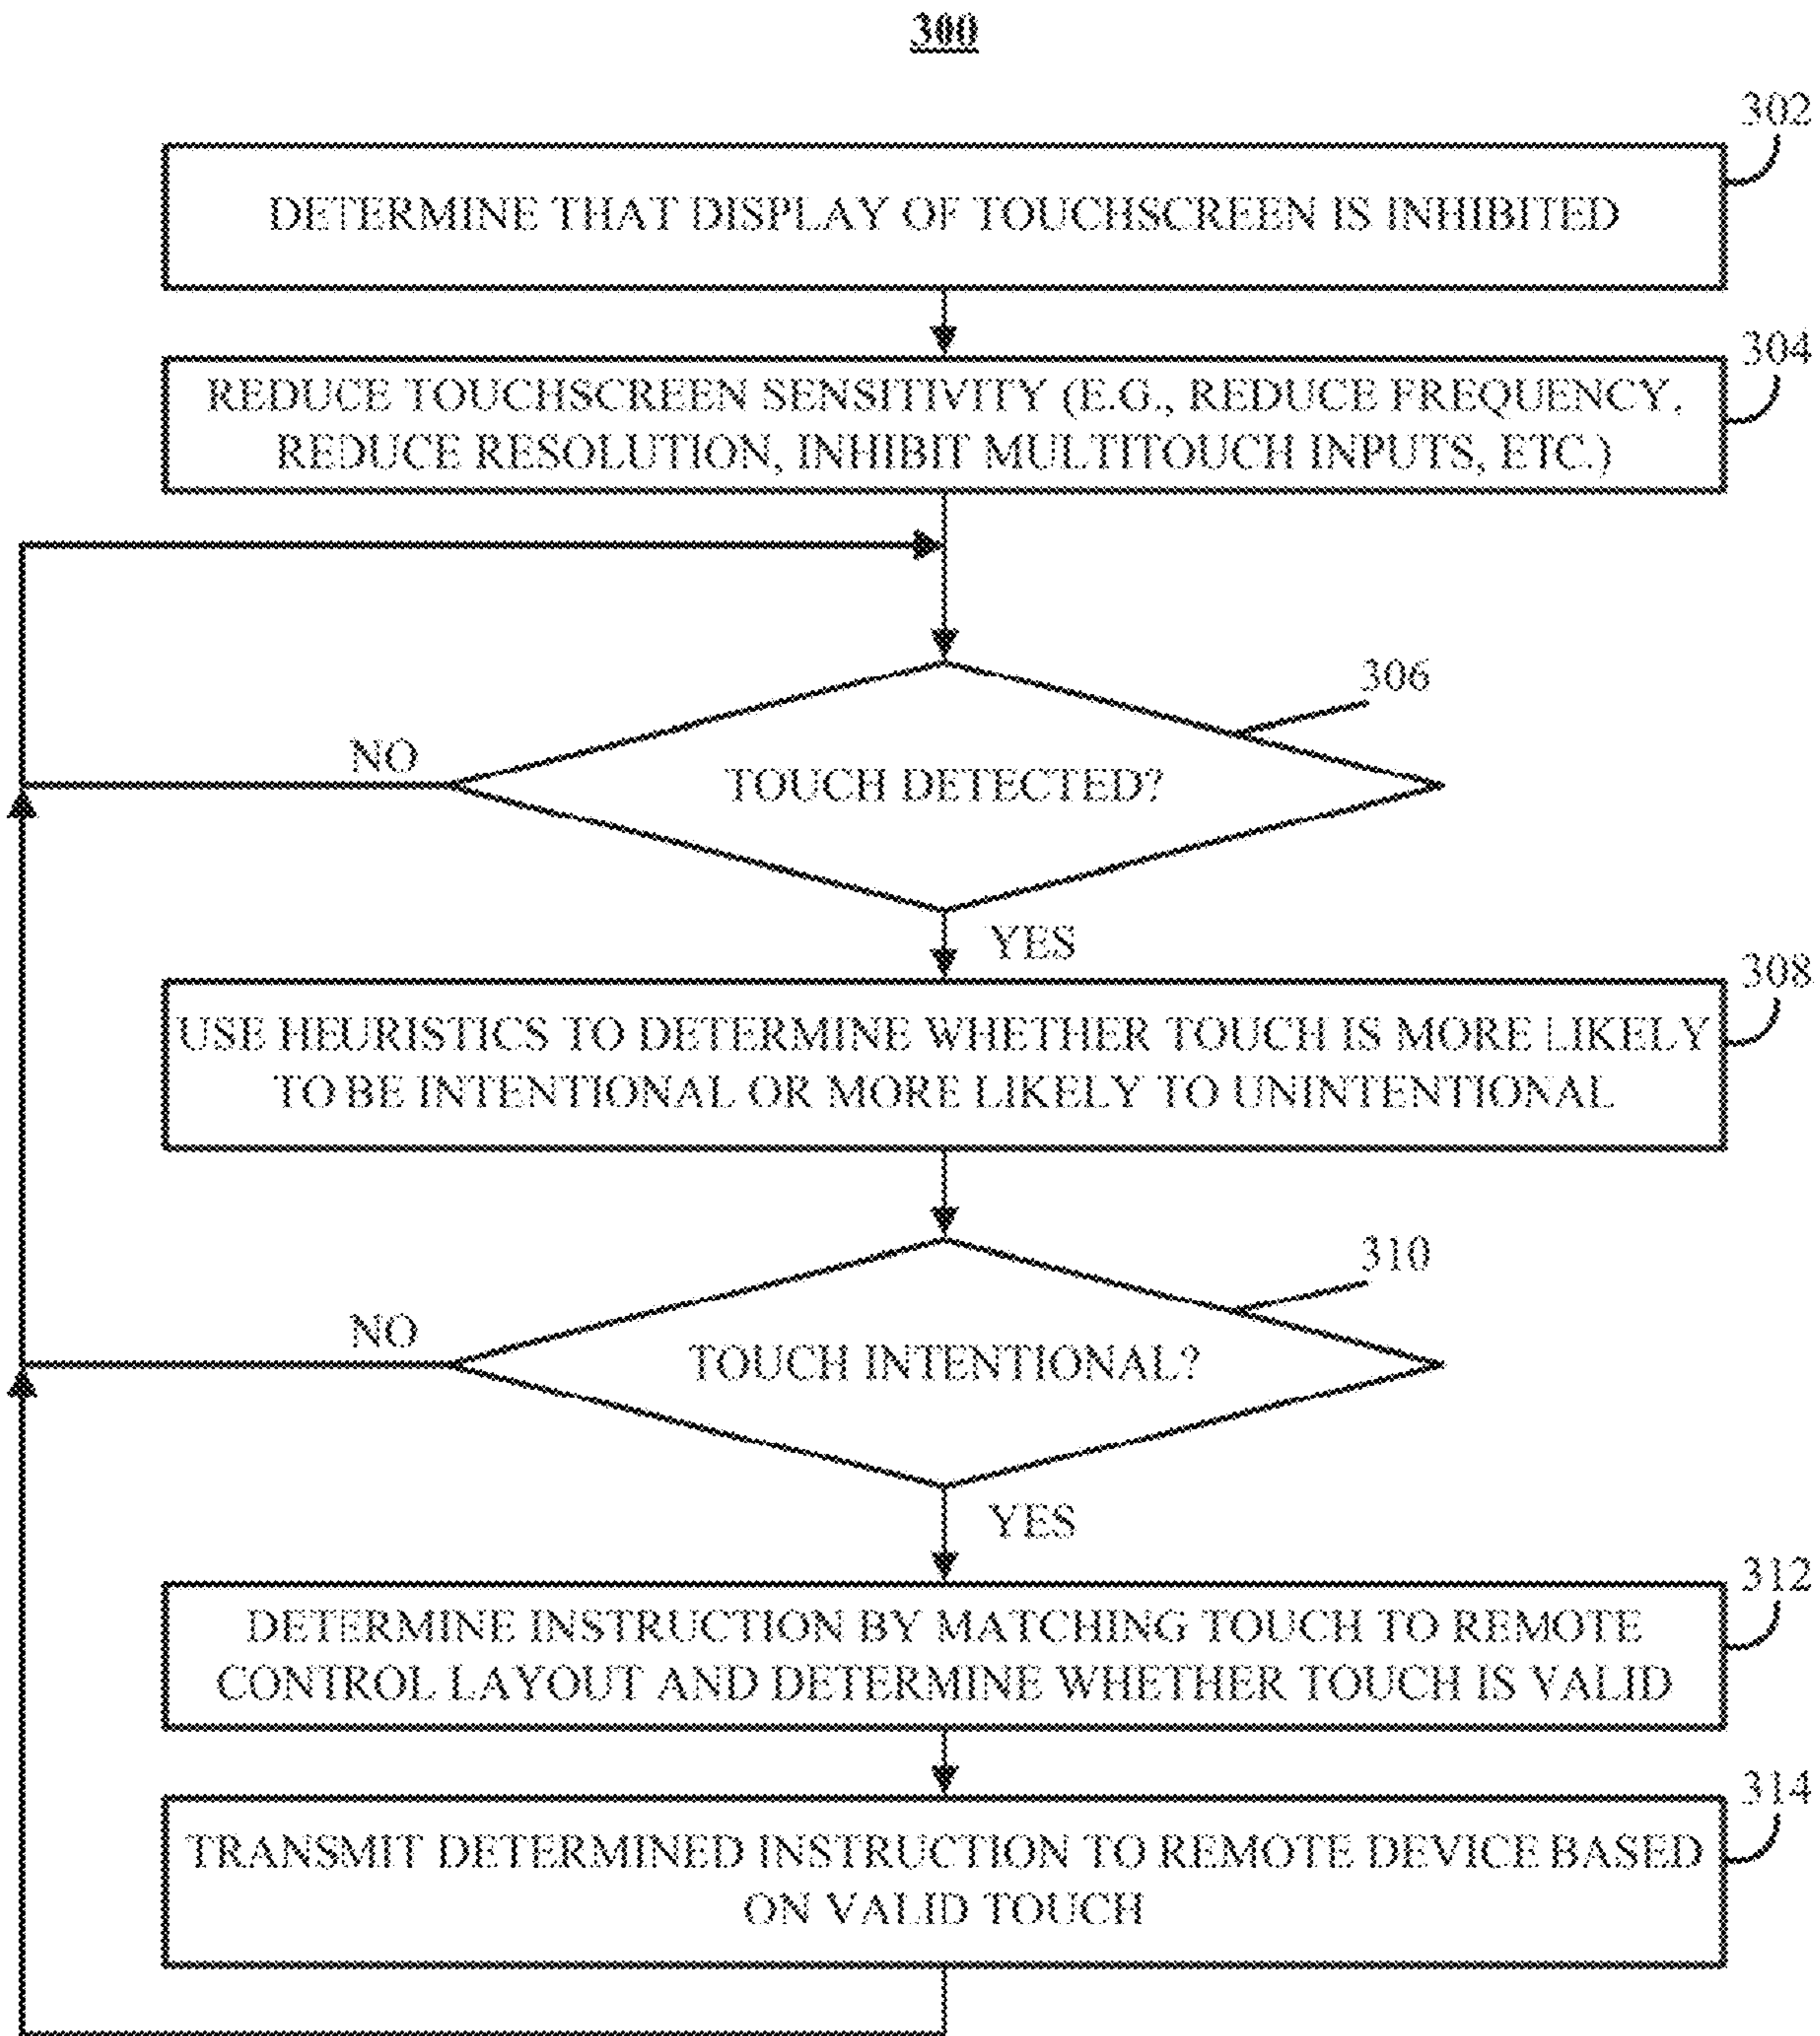 300
302
DETERMINE THAT DISPLAY OF TOUCHSCREEN IS INHIBITED
304
REDUCE TOUCHSCREEN SENSITIVITY (E.G., REDUCE FREQUENCY,
REDUCE RESOLUTION, INHIBIT MULTITOUCH INPUTS, ETC.)
306
NO
TOUCH DETECTED?
YES
308
USE HEURISTICS TO DETERMINE WHETHER TOUCH IS MORE LIKELY
TO BE INTENTIONAL OR MORE LIKELY TO UNINTENTIONAL
310
NO
TOUCH INTENTIONAL?
YES
312
DETERMINE INSTRUCTION BY MATCHING TOUCH TO REMOTE
CONTROL LAYOUT AND DETERMINE WHETHER TOUCH IS VALID
314
TRANSMIT DETERMINED INSTRUCTION TO REMOTE DEVICE BASED
ON VALID TOUCH